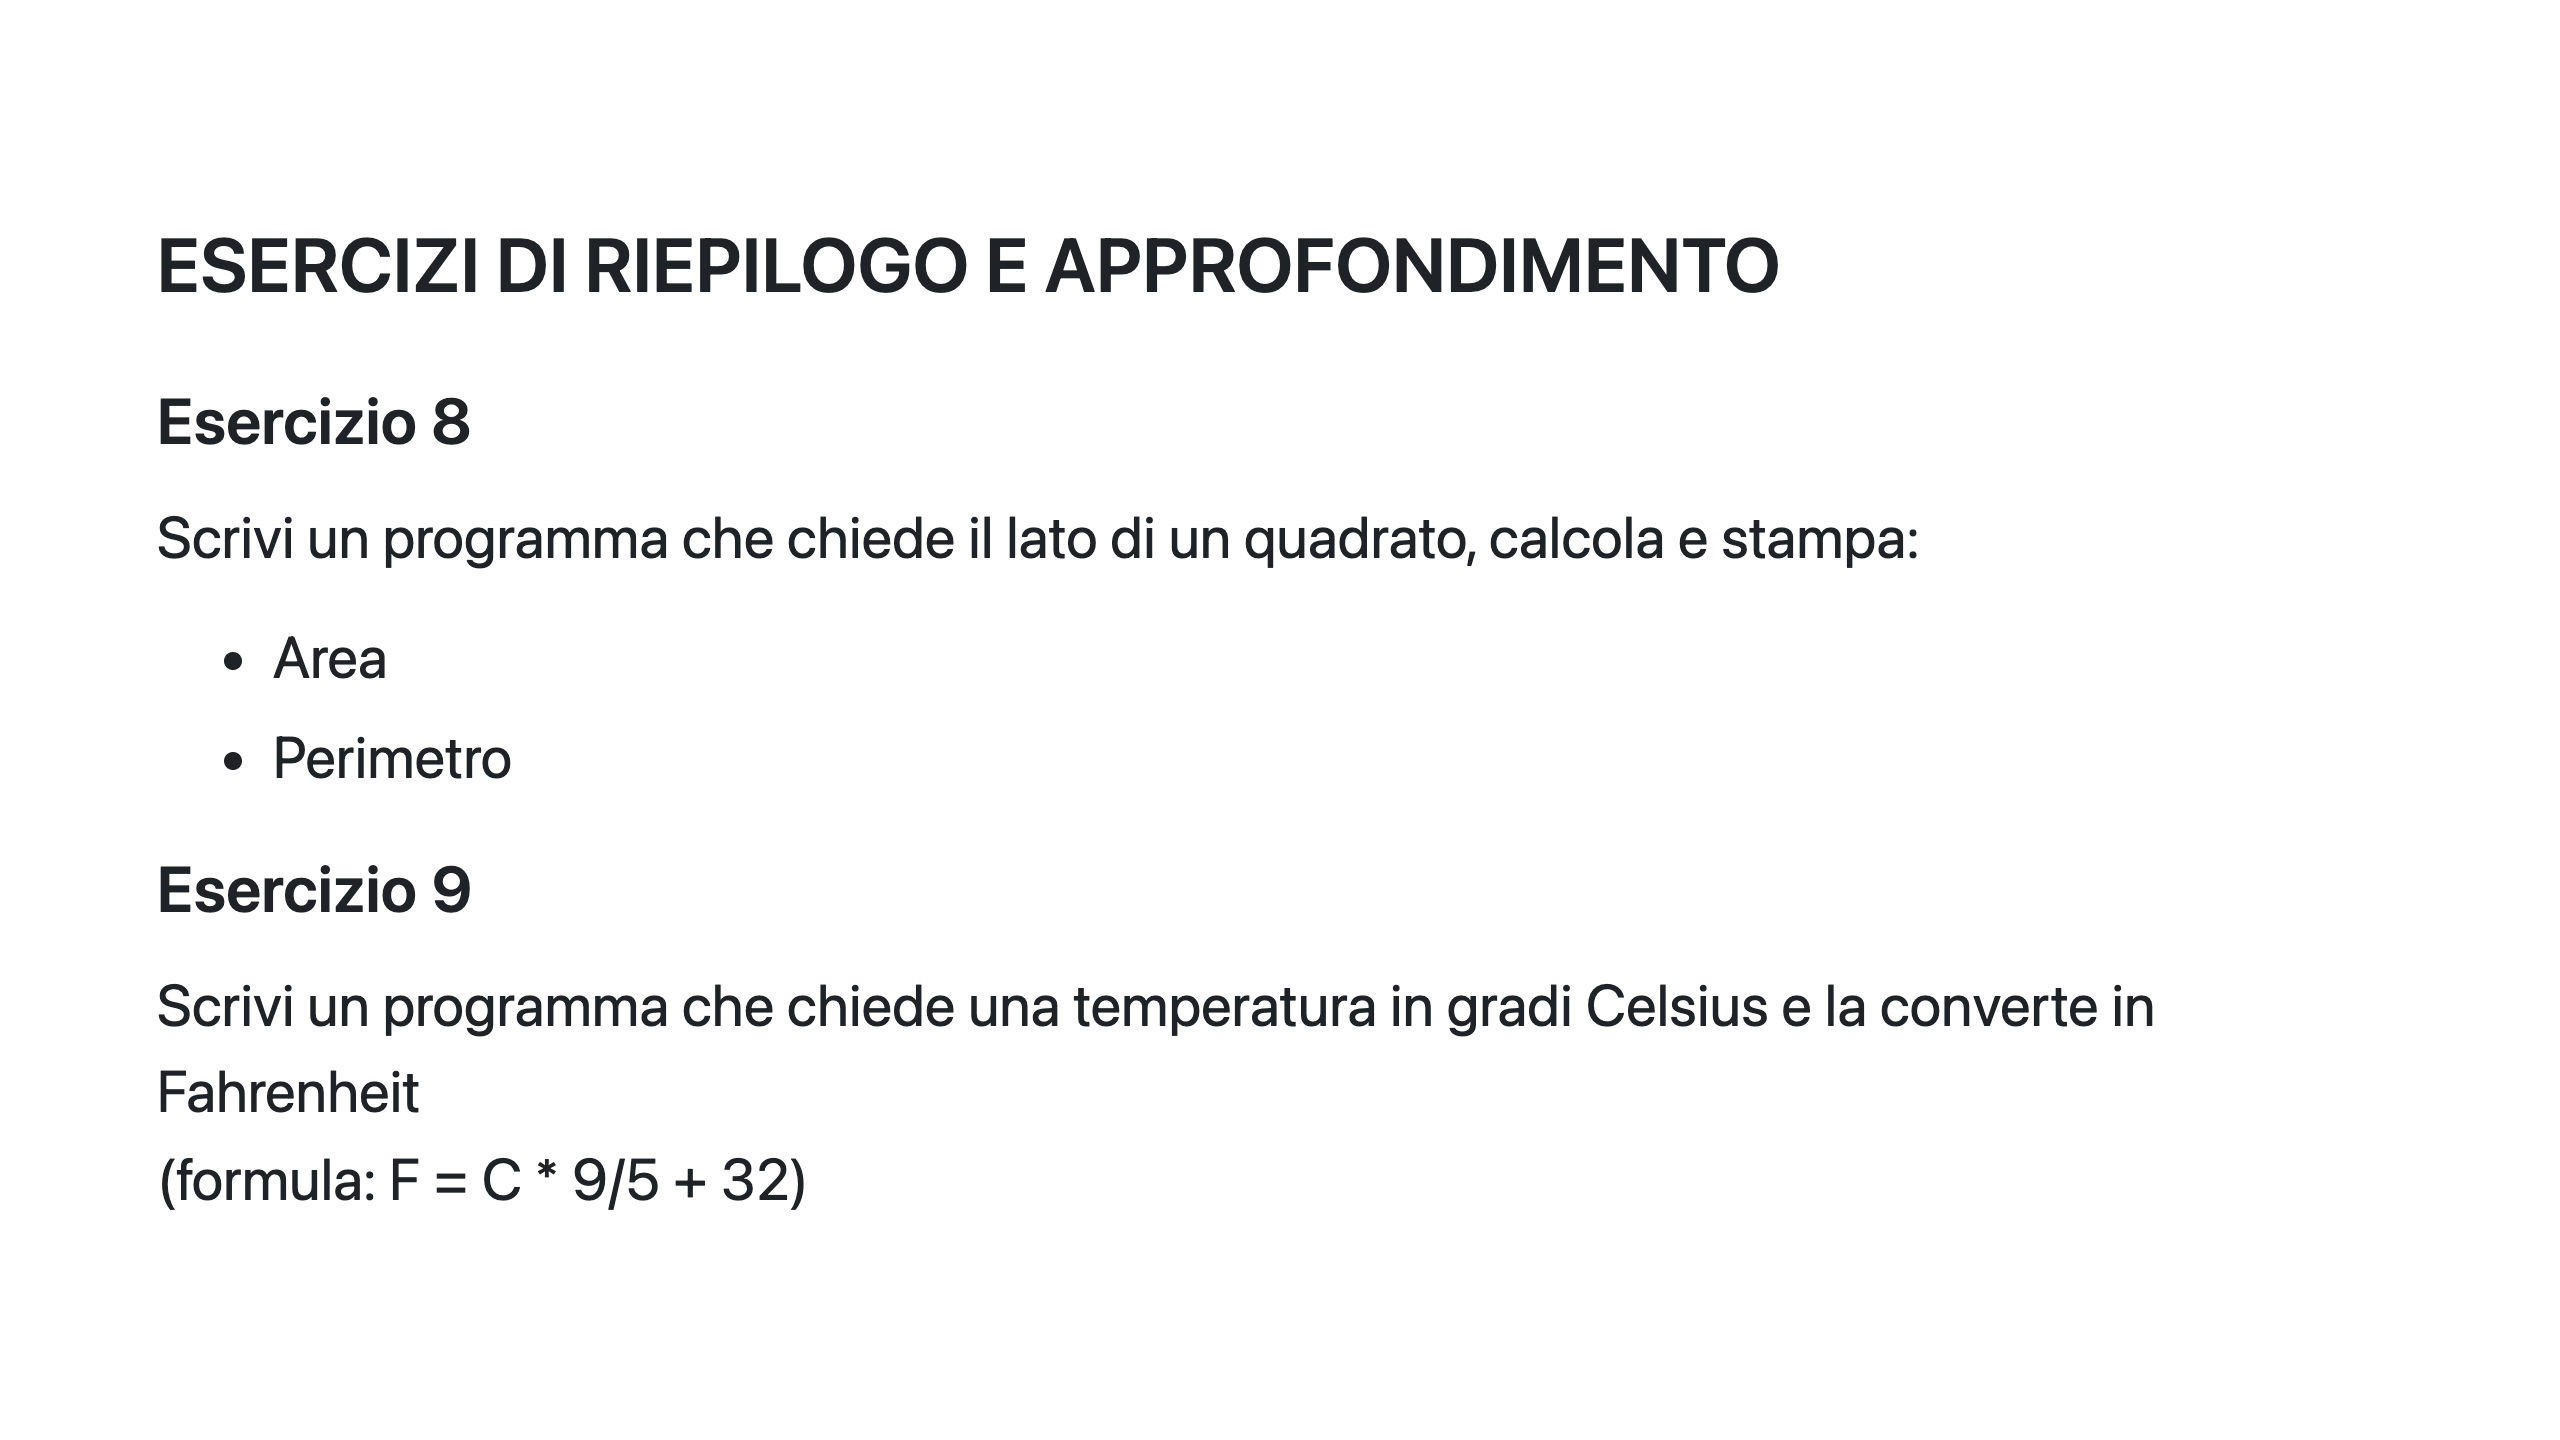 ESERCIZI DI RIEPILOGO E APPROFONDIMENTO
Esercizio 8
Scrivi un programma che chiede il lato di un quadrato, calcola e stampa:
• Area
• Perimetro
Esercizio 9
Scrivi un programma che chiede una temperatura in gradi Celsius e la converte in
Fahrenheit
(formula: F = C * 9/5 + 32)